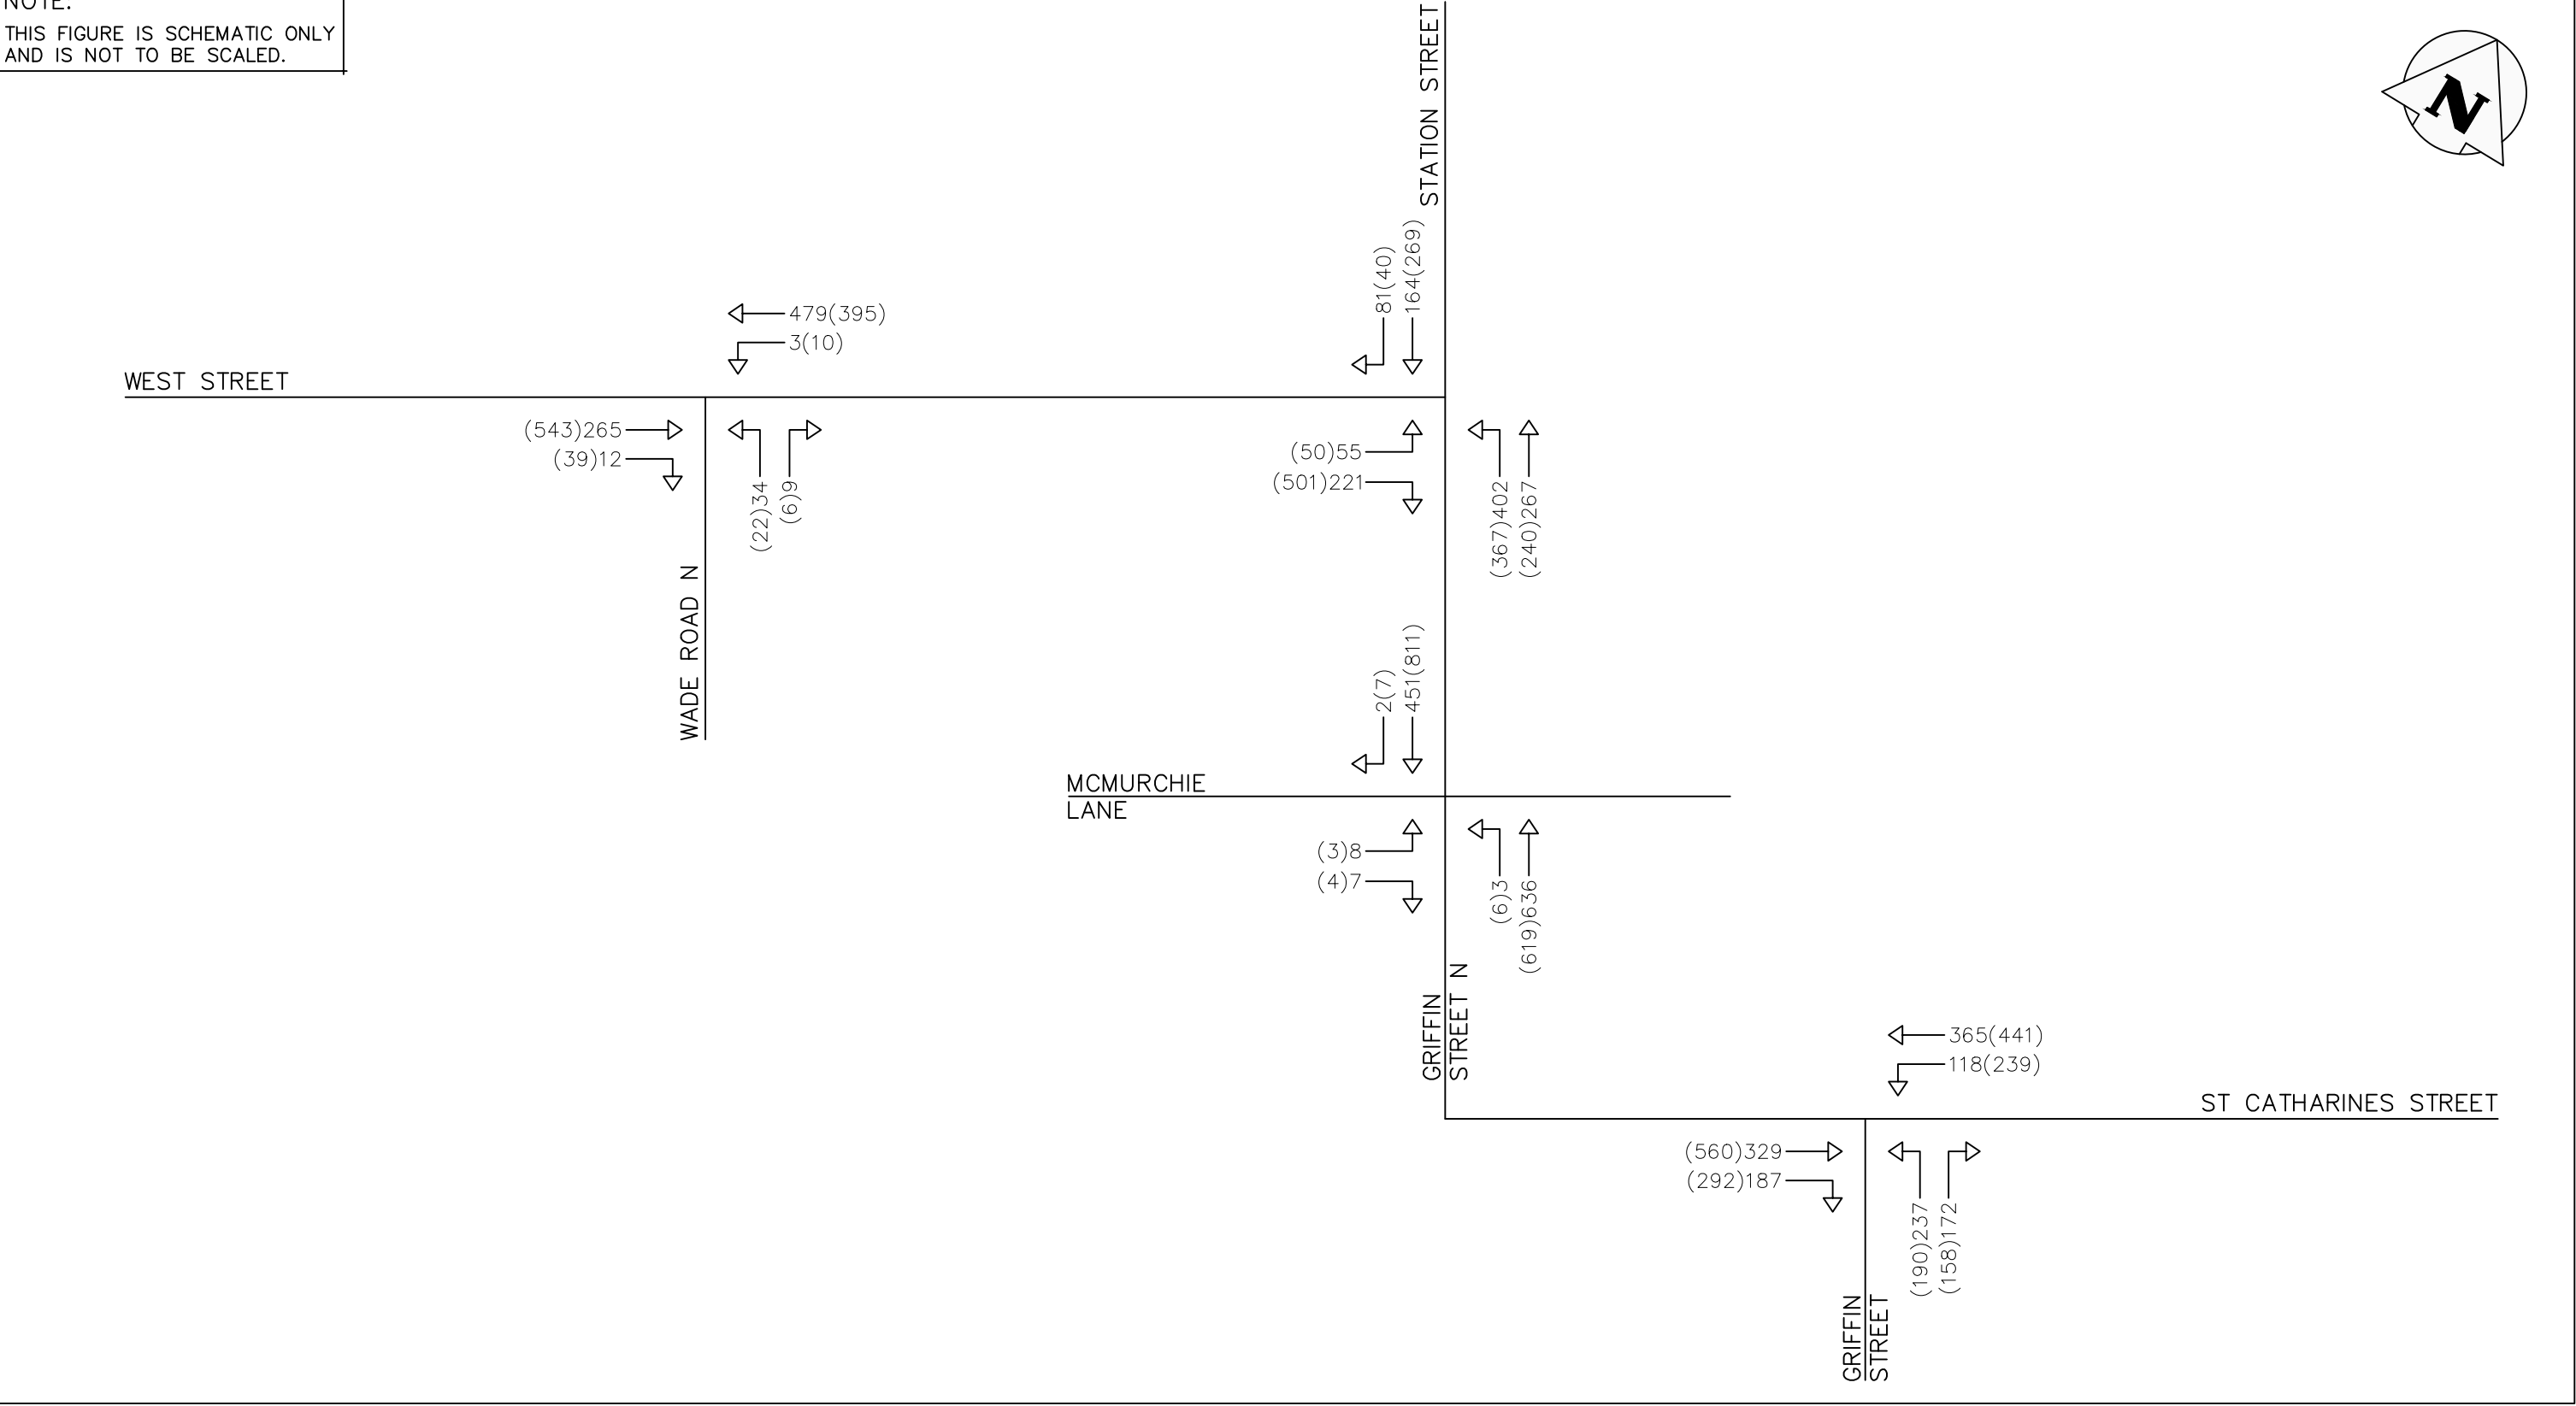 NOTE:
THIS FIGURE IS SCHEMATIC ONLY
AND IS NOT TO BE SCALED.
STATION STREET
N
81(40)
164(269)
479(395)
3(10)
WEST STREET
(543)265
(39)12
(22)34
(6)9
(50)55
(501)221
(367)402
(240)267
WADE ROAD N
2(7)
451(811)
MCMURCHIE
LANE
(3)8
(4)7
(6)3
(619)636
GRIFFIN
STREET N
365(441)
118(239)
ST CATHARINES STREET
(560)329
(292)187
(190)237
(158)172
GRIFFIN
STREET